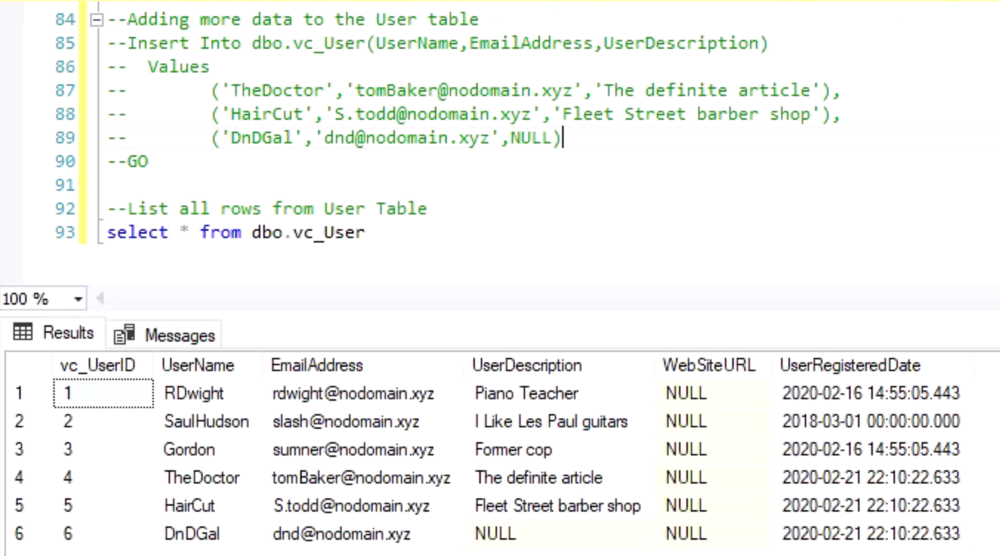 84 --Adding more data to the User table
85 --Insert Into dbo.vc_User(UserName,EmailAddress,UserDescription)
86 --  Values
87 --        ('TheDoctor','tomBaker@nodomain.xyz','The definite article'),
88 --        ('HairCut','S.todd@nodomain.xyz','Fleet Street barber shop'),
89 --        ('DnDGal','dnd@nodomain.xyz',NULL)
90 --GO
91
92 --List all rows from User Table
93 select * from dbo.vc_User
100 %
Results Messages
vc_UserID UserName EmailAddress UserDescription WebSiteURL UserRegisteredDate
1 1 RDwight rdwight@nodomain.xyz Piano Teacher NULL 2020-02-16 14:55:05.443
2 2 SaulHudson slash@nodomain.xyz I Like Les Paul guitars NULL 2018-03-01 00:00:00.000
3 3 Gordon sumner@nodomain.xyz Former cop NULL 2020-02-16 14:55:05.443
4 4 TheDoctor tomBaker@nodomain.xyz The definite article NULL 2020-02-21 22:10:22.633
5 5 HairCut S.todd@nodomain.xyz Fleet Street barber shop NULL 2020-02-21 22:10:22.633
6 6 DnDGal dnd@nodomain.xyz NULL NULL 2020-02-21 22:10:22.633